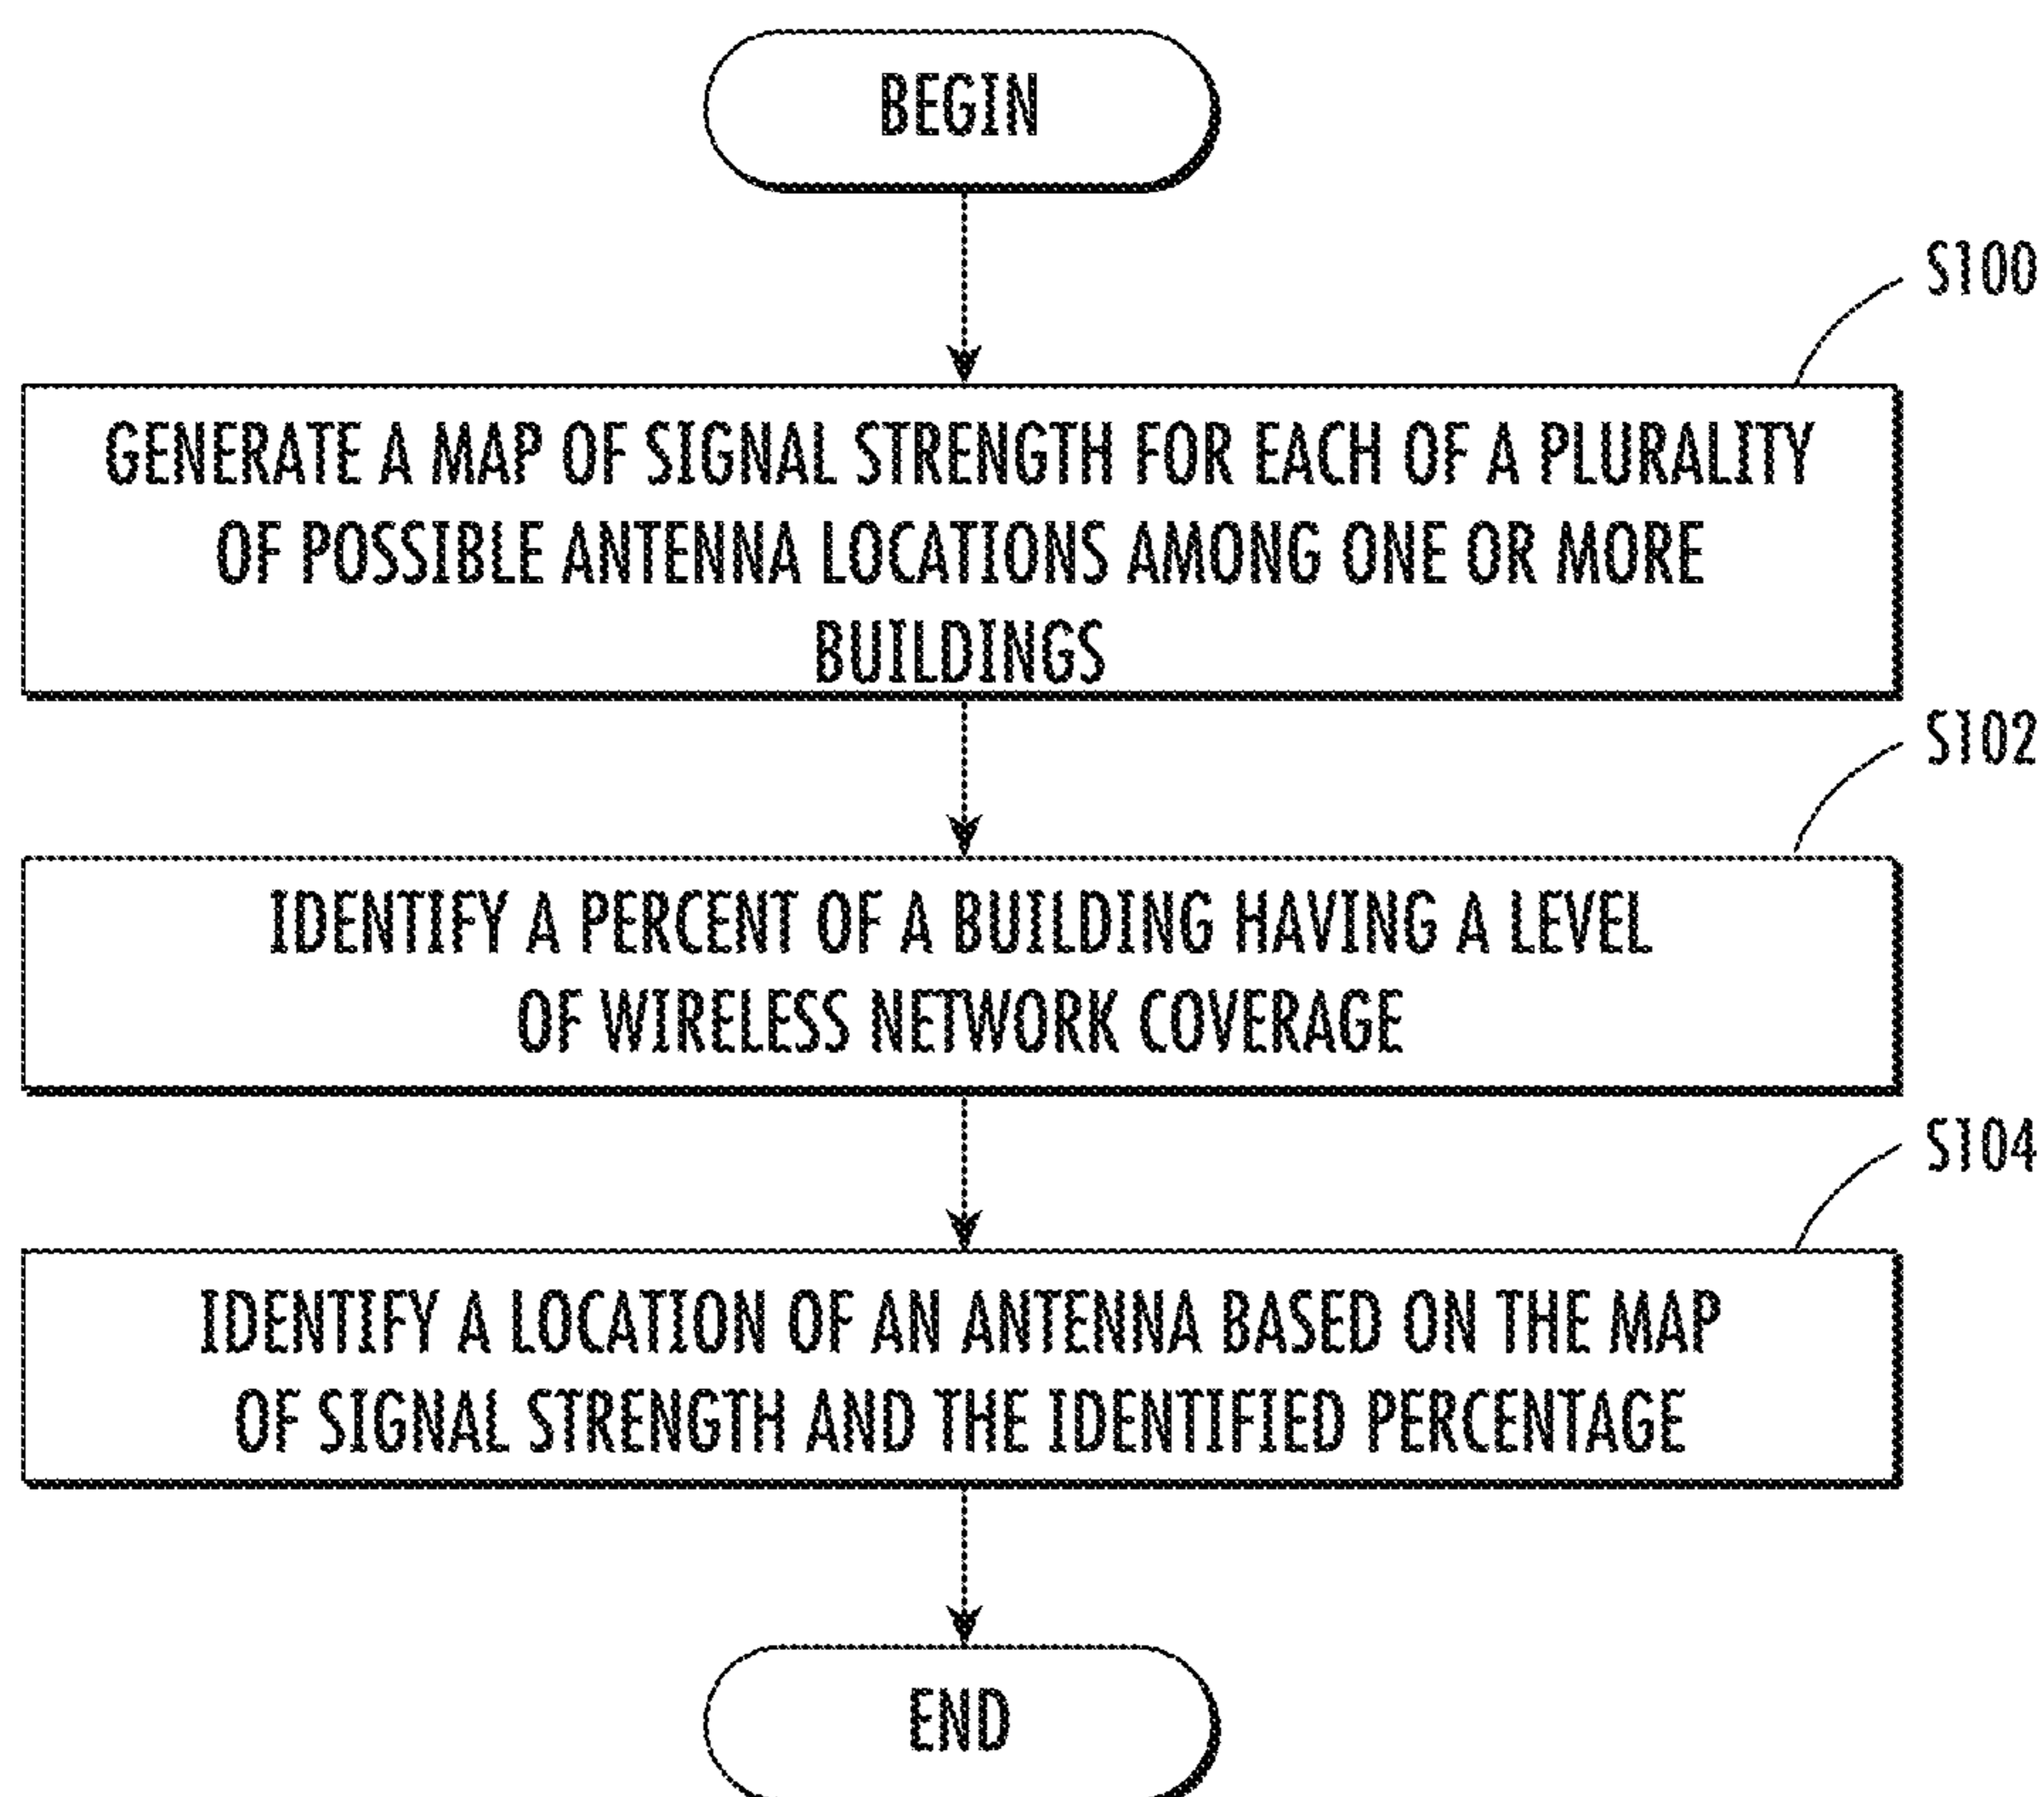 BEGIN
S100
GENERATE A MAP OF SIGNAL STRENGTH FOR EACH OF A PLURALITY
OF POSSIBLE ANTENNA LOCATIONS AMONG ONE OR MORE
BUILDINGS
S102
IDENTIFY A PERCENT OF A BUILDING HAVING A LEVEL
OF WIRELESS NETWORK COVERAGE
S104
IDENTIFY A LOCATION OF AN ANTENNA BASED ON THE MAP
OF SIGNAL STRENGTH AND THE IDENTIFIED PERCENTAGE
END